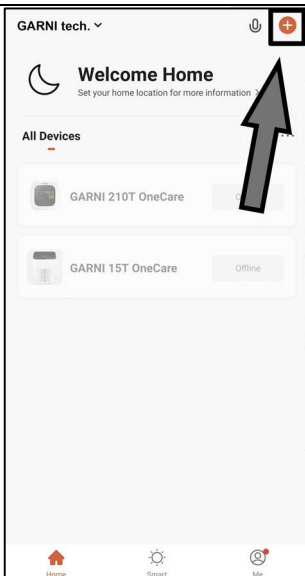 GARNI tech.
Welcome Home
Set your home location for more information >
All Devices
GARNI 210T OneCare
GARNI 15T OneCare
Offline
Home
Smart
Me